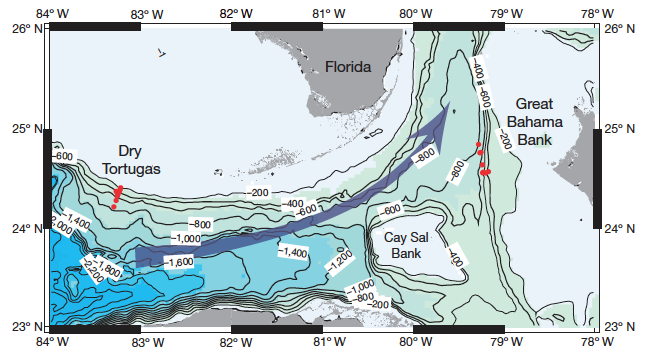 84° W 83° W 82° W 81° W 80° W 79° W 78° W
26° N 26° N
Florida
-400
-600
Great
Bahama
Bank
25° N 25° N
-200
-600
Dry
Tortugas
-800
-800
-200
-400
-600
-600
-1,400
-800
24° N 24° N
-1,000
Cay Sal
Bank
-400
-1,400
-1,200
-1,600
-1,800
-2,200
-1,000
-800
-200
23° N 23° N
84° W 83° W 82° W 81° W 80° W 79° W 78° W